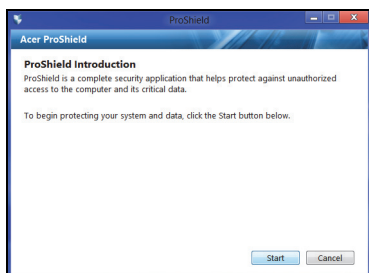 ProShield
Acer ProShield
ProShield Introduction
ProShield is a complete security application that helps protect against unauthorized
access to the computer and its critical data.
To begin protecting your system and data, click the Start button below.
Start Cancel